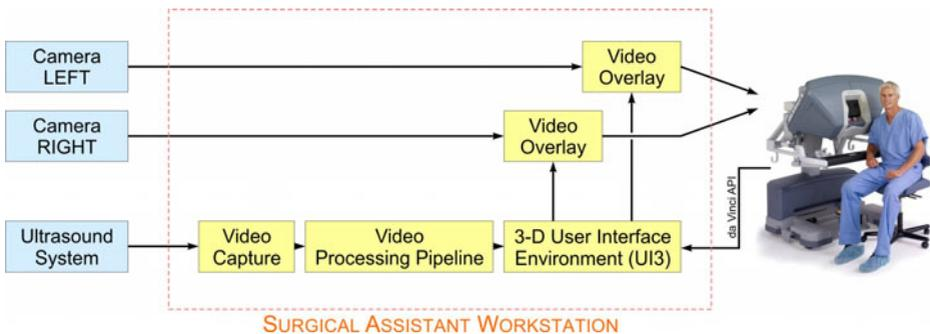 Camera
LEFT
Video
Overlay
Camera
RIGHT
Video
Overlay
da Vinci API
Ultrasound
System
Video
Capture
Video
Processing Pipeline
3-D User Interface
Environment (UI3)
SURGICAL ASSISTANT WORKSTATION